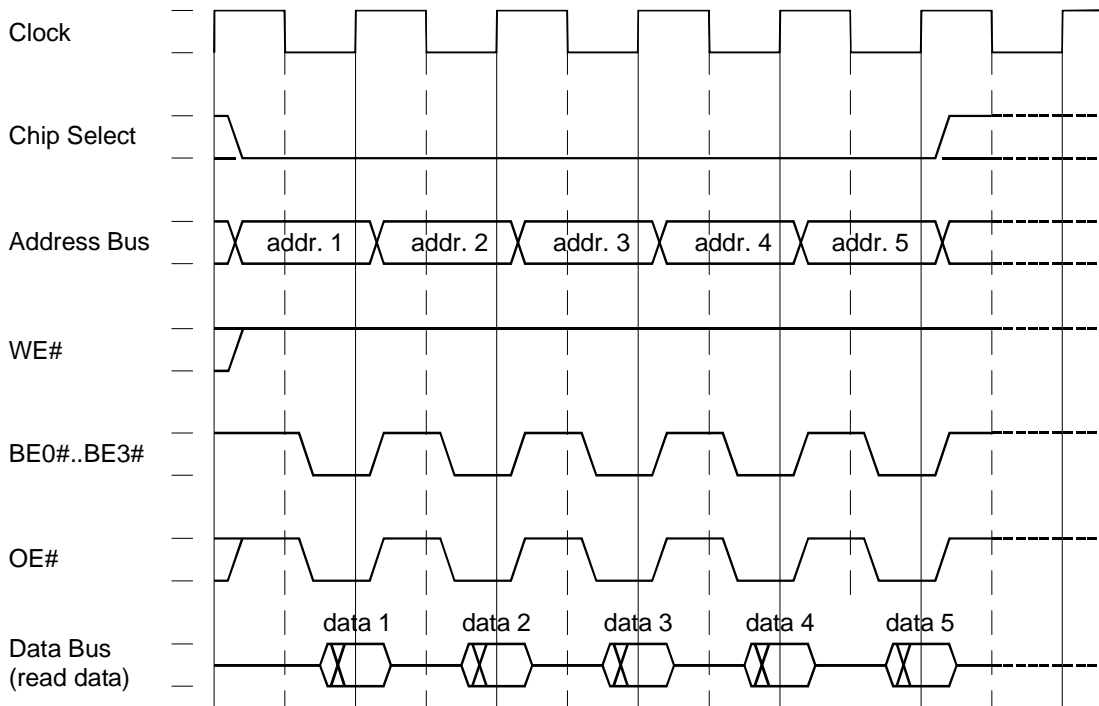 Clock
Chip Select
Address Bus
addr. 1
addr. 2
addr. 3
addr. 4
addr. 5
WE#
BE0#..BE3#
OE#
data 1
data 2
data 3
data 4
data 5
Data Bus
(read data)